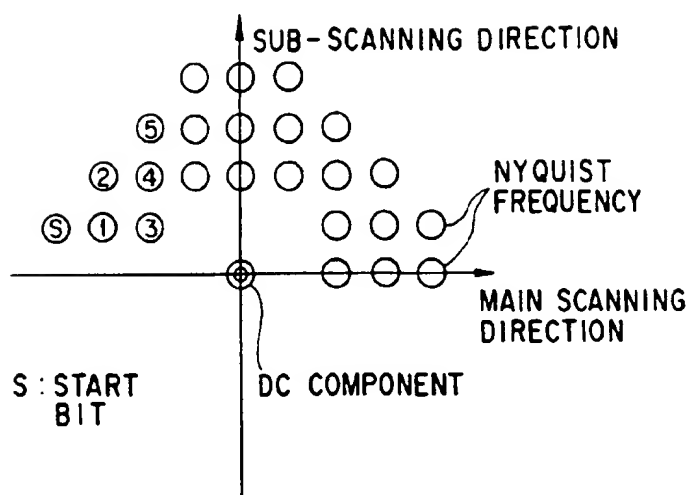 SUB-SCANNING DIRECTION
5
2 4
S 1 3
NYQUIST
FREQUENCY
MAIN SCANNING
DIRECTION
DC COMPONENT
S : START
BIT